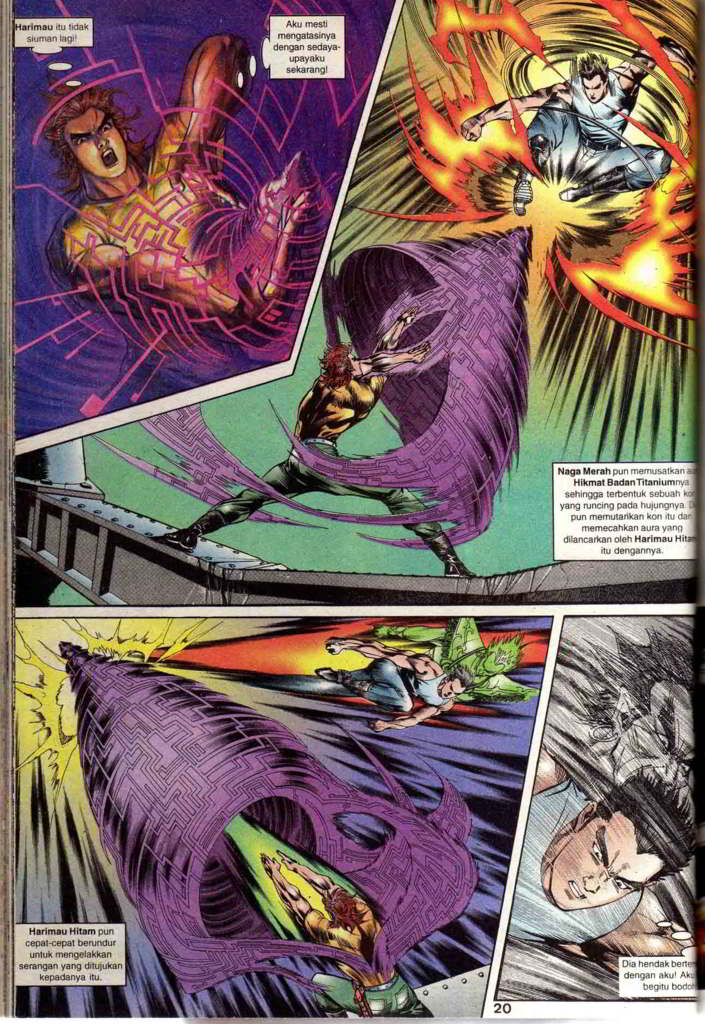 Harimau itu tidak
siuman lagi!
Aku mesti
mengatasinya
dengan sedaya-
upayaku
sekarang!
Naga Merah pun memusatkan
Hikmat Badan Titaniumnya
sehingga terbentuk sebuah
yang runcing pada hujungnya.
pun memutarikan kon itu
memecahkan aura yang
dilancarkan oleh Harimau
itu dengannya.
Harimau Hitam pun
cepat-cepat berundur
untuk mengelakkan
serangan yang ditujukan
kepadanya itu.
Dia hendak
dengan aku!
begitu
20